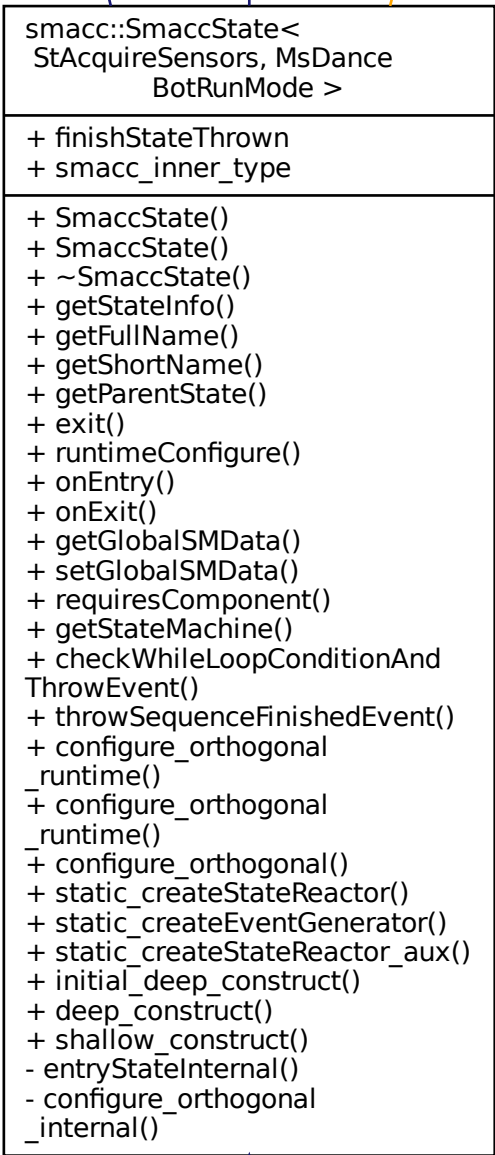 smacc::SmaccState<
StAcquireSensors, MsDance
BotRunMode >
+ finishStateThrown
+ smacc_inner_type
+ SmaccState()
+ SmaccState()
+ ~SmaccState()
+ getStateInfo()
+ getFullName()
+ getShortName()
+ getParentState()
+ exit()
+ runtimeConfigure()
+ onEntry()
+ onExit()
+ getGlobalSMData()
+ setGlobalSMData()
+ requiresComponent()
+ getStateMachine()
+ checkWhileLoopConditionAnd
ThrowEvent()
+ throwSequenceFinishedEvent()
+ configure_orthogonal
_runtime()
+ configure_orthogonal
_runtime()
+ configure_orthogonal()
+ static_createStateReactor()
+ static_createEventGenerator()
+ static_createStateReactor_aux()
+ initial_deep_construct()
+ deep_construct()
+ shallow_construct()
- entryStateInternal()
- configure_orthogonal
_internal()